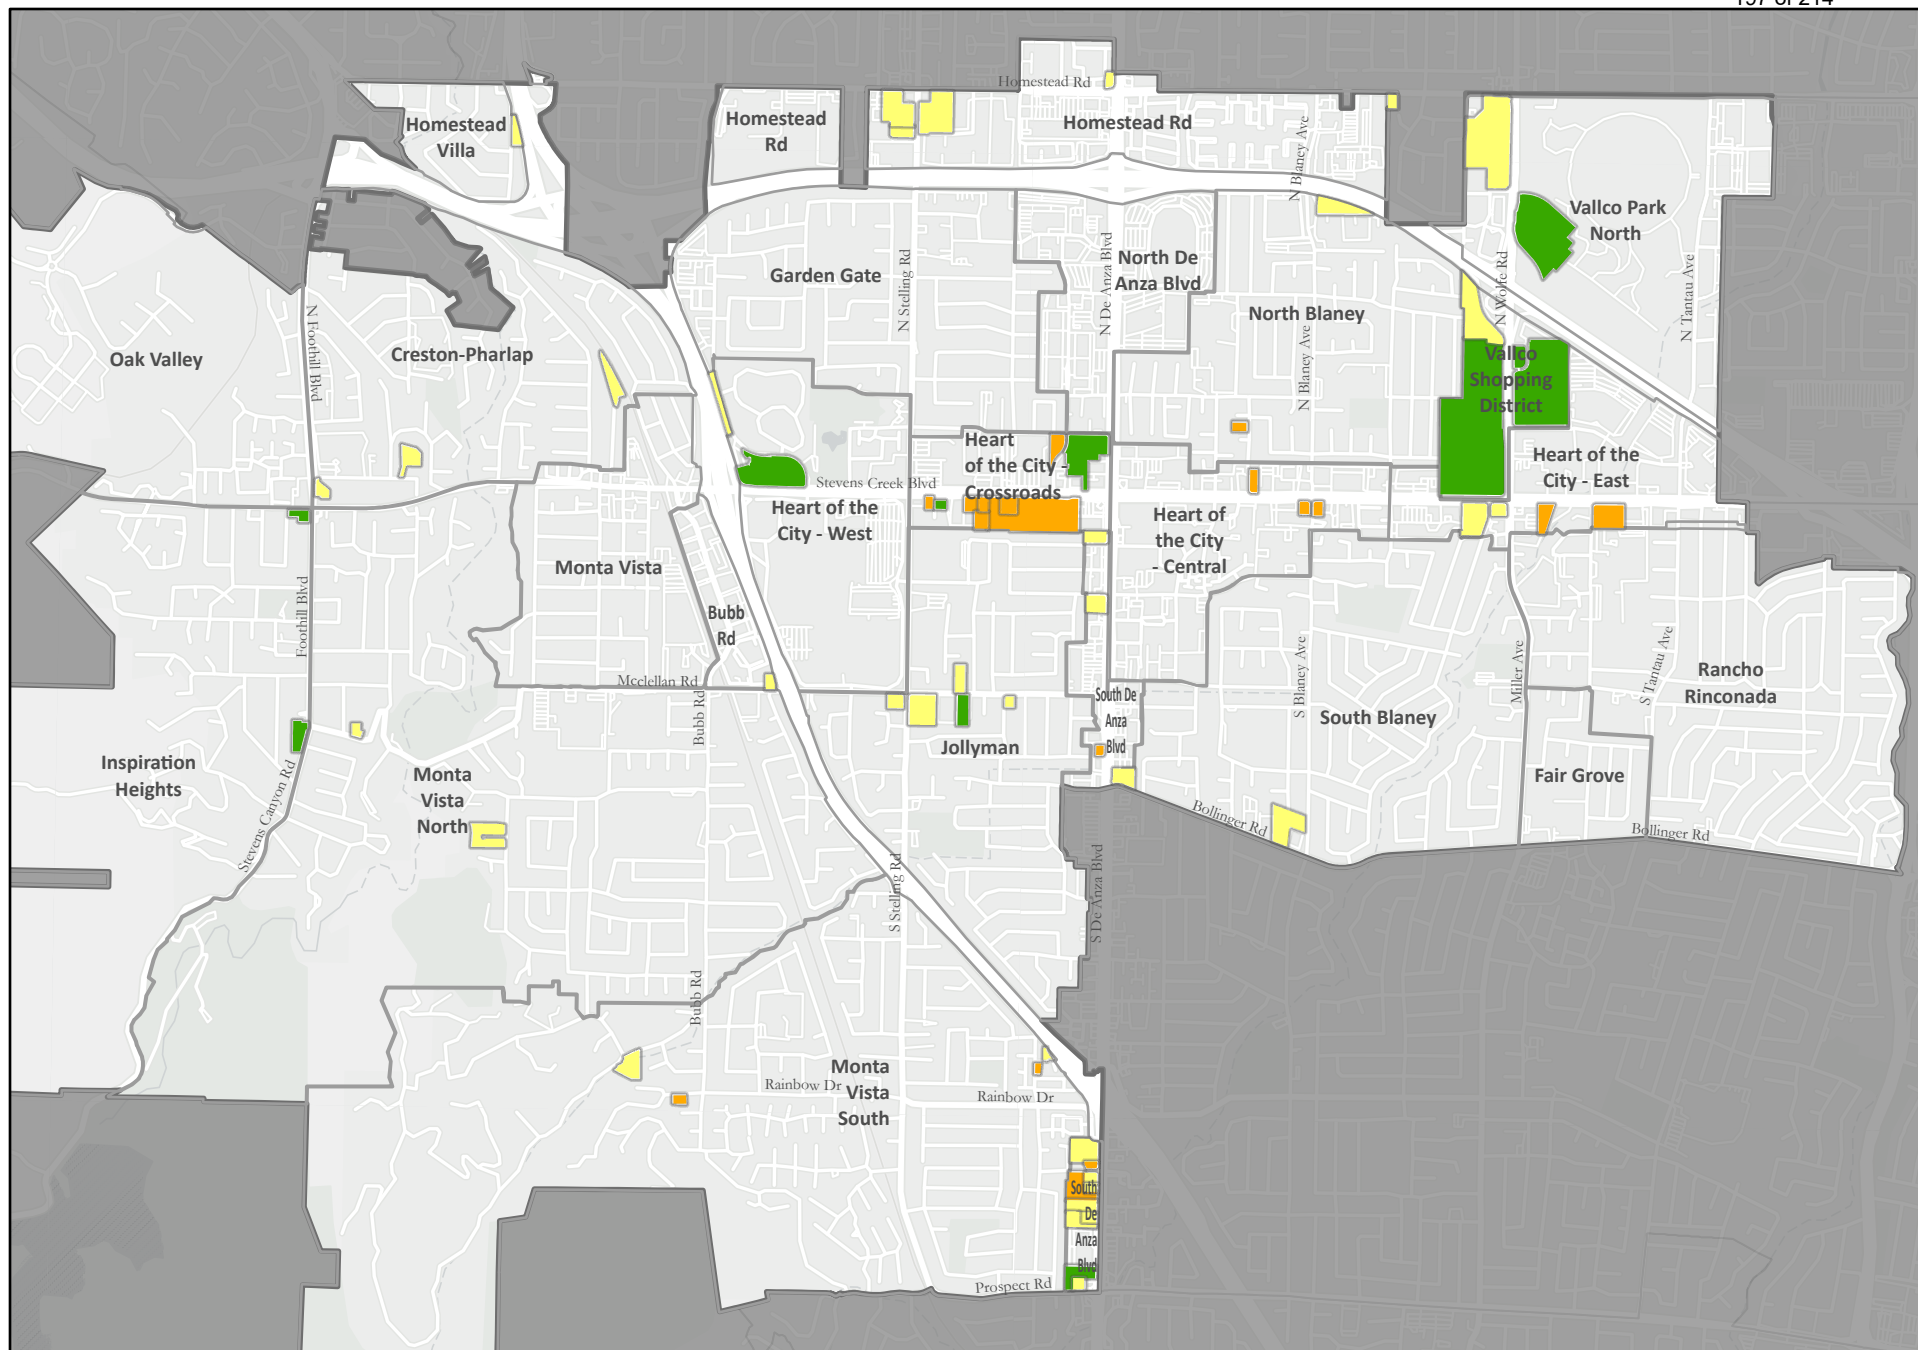 197 of 214
Homestead Rd
Homestead
Villa
Homestead
Rd
Homestead Rd
N Blaney Ave
Vallco Park
North
Garden Gate
N Stelling Rd
N De Anza Blvd
North De
Anza Blvd
N Wolfe Rd
N Tantau Ave
North Blaney
N Blaney Ave
Oak Valley
N Foothill Blvd
Creston-Pharlap
Vallco
Shopping
District
Heart
of the City -
Crossroads
Stevens Creek Blvd
Heart of the
City - West
Heart of the
City - East
Heart of
the City
- Central
Monta Vista
Bubb
Rd
Foothill Blvd
Mcclellan Rd
Bubb Rd
South De
Anza
Blvd
S Blaney Ave
South Blaney
Miller Ave
S Tantau Ave
Rancho
Rinconada
Jollyman
Fair Grove
Inspiration
Heights
Stevens Canyon Rd
Monta
Vista
North
Bollinger Rd
Bollinger Rd
S Stelling Rd
S De Anza Blvd
Bubb Rd
Monta
Vista
South
Rainbow Dr
Rainbow Dr
South
De
Anza
Blvd
Prospect Rd